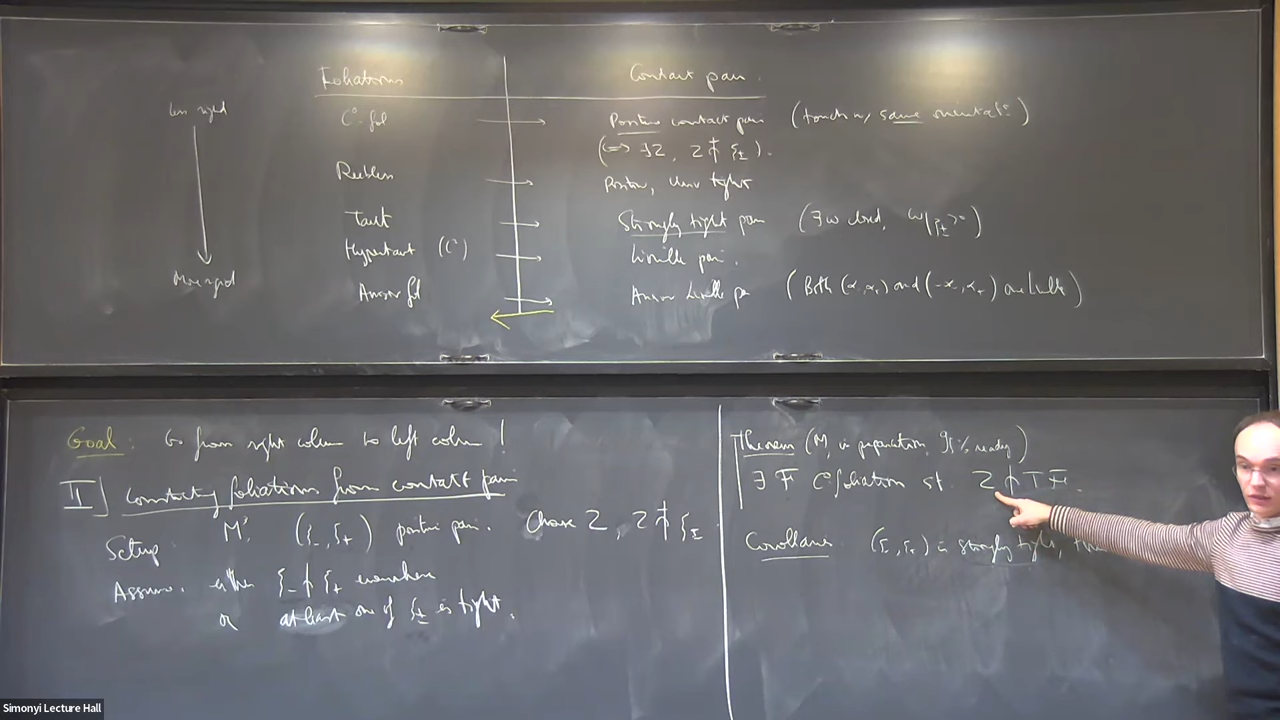 Foliations
Contact pair.
Less rigid
C⁰-fol
Positive contact pair (touch w/ same orientat°)
(⟺ ∃Z, Z ⋔ ξ±).
Reebless
Positive, univ tight
Taut
Strongly tight pair (∃ω closed, ω|ξ± >0)
Hypertaut (C⁰)
Liouville pair.
More rigid
Anosov fol
Anosov Liouville pair (Both (α₋, α₊) and (-α₋, α₊) are Liouville)
Goal: Go from right column to left column!
II] Constructing foliations from contact pairs
Setup M³, (ξ₋, ξ₊) positive pair. Choose Z, Z ⋔ ξ±
Assume. either ξ₋ ⋔ ξ₊ everywhere
or at least one of ξ± is tight.
Theorem (M, in preparation, 95% ready)
∃ F C⁰ foliation st. Z ⋔ TF.
Corollary (ξ₋, ξ₊) is strongly tight,
Simonyi Lecture Hall